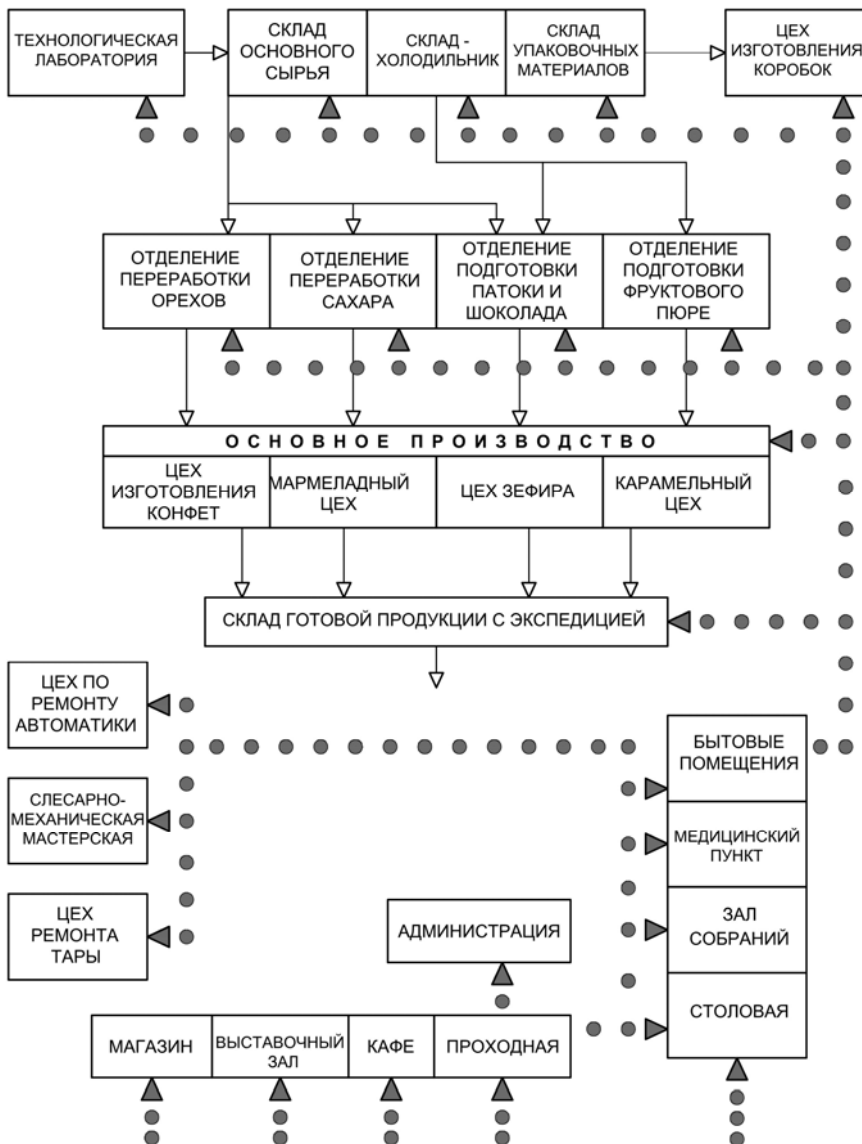 ТЕХНОЛОГИЧЕСКАЯ
ЛАБОРАТОРИЯ
СКЛАД
ОСНОВНОГО
СЫРЬЯ
СКЛАД -
ХОЛОДИЛЬНИК
СКЛАД
УПАКОВОЧНЫХ
МАТЕРИАЛОВ
ЦЕХ
ИЗГОТОВЛЕНИЯ
КОРОБОК
ОТДЕЛЕНИЕ
ПЕРЕРАБОТКИ
ОРЕХОВ
ОТДЕЛЕНИЕ
ПЕРЕРАБОТКИ
САХАРА
ОТДЕЛЕНИЕ
ПОДГОТОВКИ
ПАТОКИ И
ШОКОЛАДА
ОТДЕЛЕНИЕ
ПОДГОТОВКИ
ФРУКТОВОГО
ПЮРЕ
ОСНОВНОЕ ПРОИЗВОДСТВО
ЦЕХ
ИЗГОТОВЛЕНИЯ
КОНФЕТ
МАРМЕЛАДНЫЙ
ЦЕХ
ЦЕХ ЗЕФИРА
КАРАМЕЛЬНЫЙ
ЦЕХ
СКЛАД ГОТОВОЙ ПРОДУКЦИИ С ЭКСПЕДИЦИЕЙ
ЦЕХ ПО
РЕМОНТУ
АВТОМАТИКИ
СЛЕСАРНО-
МЕХАНИЧЕСКАЯ
МАСТЕРСКАЯ
ЦЕХ
РЕМОНТА
ТАРЫ
БЫТОВЫЕ
ПОМЕЩЕНИЯ
МЕДИЦИНСКИЙ
ПУНКТ
ЗАЛ
СОБРАНИЙ
СТОЛОВАЯ
АДМИНИСТРАЦИЯ
МАГАЗИН
ВЫСТАВОЧНЫЙ
ЗАЛ
КАФЕ
ПРОХОДНАЯ